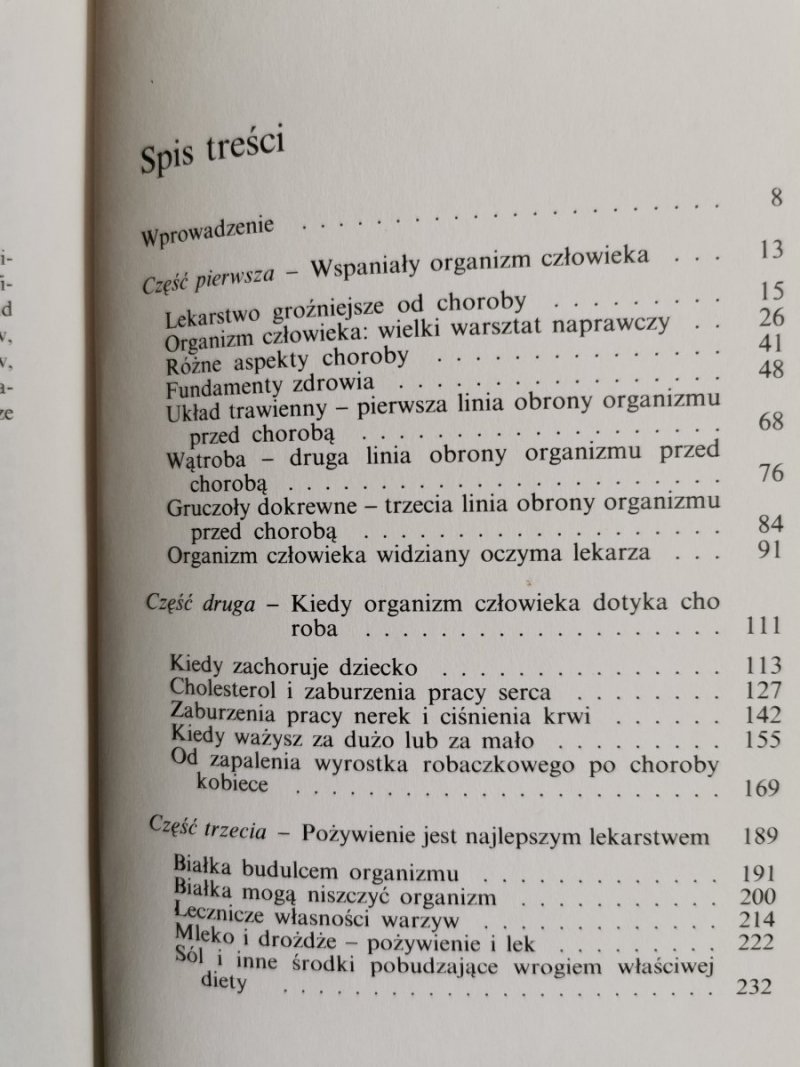 i-
i-
d
v,
v,
a-
ze
Spis treści
Wprowadzenie . . . . . . . . . . . . . . . . . . . 8
Część pierwsza – Wspaniały organizm człowieka . . . 13
Lekarstwo groźniejsze od choroby . . . . . . . . . 15
Organizm człowieka: wielki warsztat naprawczy . . 26
Różne aspekty choroby . . . . . . . . . . . . . . 41
Fundamenty zdrowia . . . . . . . . . . . . . . . 48
Układ trawienny – pierwsza linia obrony organizmu
przed chorobą . . . . . . . . . . . . . . . . . 68
Wątroba – druga linia obrony organizmu przed
chorobą . . . . . . . . . . . . . . . . . . . . 76
Gruczoły dokrewne – trzecia linia obrony organizmu
przed chorobą . . . . . . . . . . . . . . . . . 84
Organizm człowieka widziany oczyma lekarza . . . 91
Część druga – Kiedy organizm człowieka dotyka cho
roba . . . . . . . . . . . . . . . . . 111
Kiedy zachoruje dziecko . . . . . . . . . . . . . 113
Cholesterol i zaburzenia pracy serca . . . . . . . 127
Zaburzenia pracy nerek i ciśnienia krwi . . . . . . 142
Kiedy ważysz za dużo lub za mało . . . . . . . . . 155
Od zapalenia wyrostka robaczkowego po choroby
kobiece . . . . . . . . . . . . . . . . . . . . 169
Część trzecia – Pożywienie jest najlepszym lekarstwem 189
Białka budulcem organizmu . . . . . . . . . . . . 191
Białka mogą niszczyć organizm . . . . . . . . . . 200
Lecznicze własności warzyw . . . . . . . . . . . . 214
Mleko i drożdże – pożywienie i lek . . . . . . . . . 222
Sól i inne środki pobudzające wrogiem właściwej
diety . . . . . . . . . . . . . . . . . . . . 232